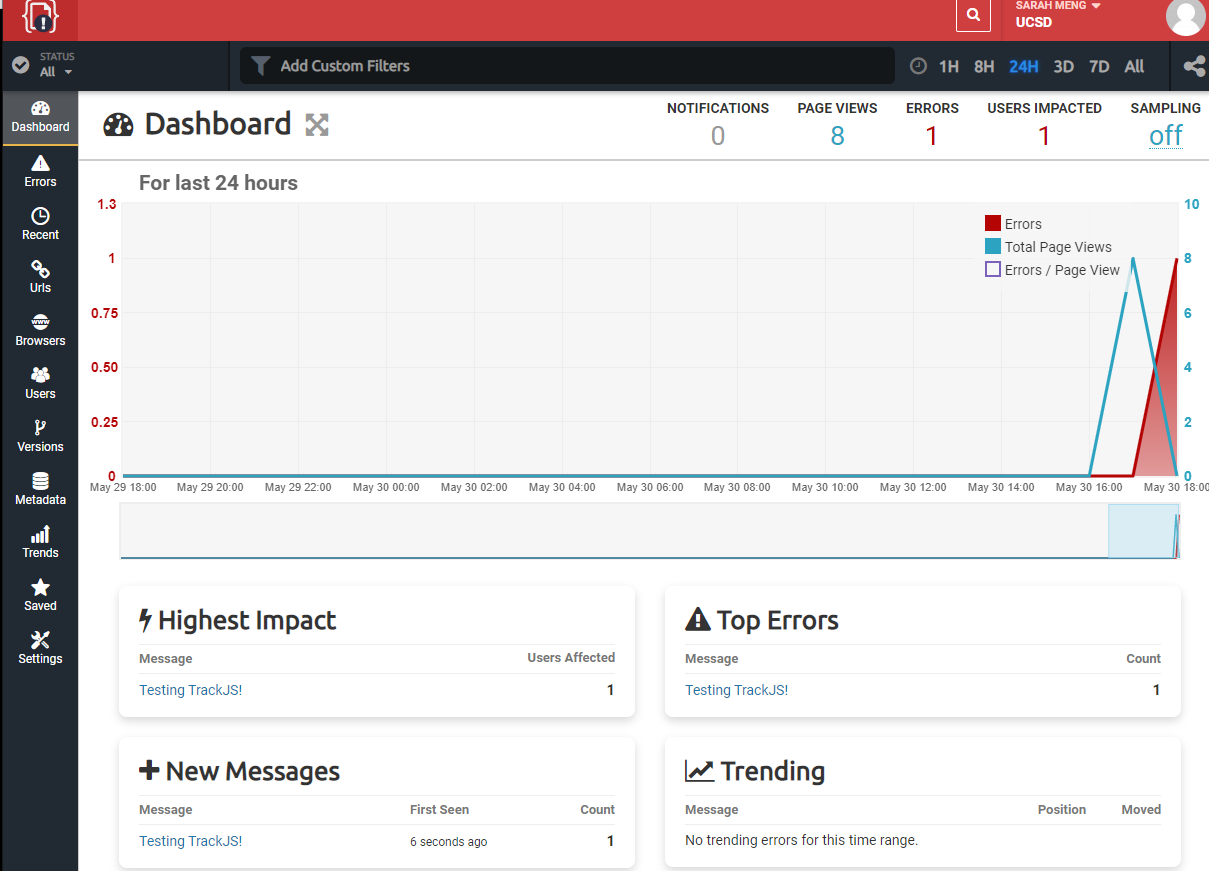 SARAH MENG
UCSD
STATUS
All
Add Custom Filters
1H 8H 24H 3D 7D All
Dashboard
Errors
Recent
Urls
Browsers
Users
Versions
Metadata
Trends
Saved
Settings
Dashboard
NOTIFICATIONS PAGE VIEWS ERRORS USERS IMPACTED SAMPLING
0 8 1 1 off
For last 24 hours
1.3
1
0.75
0.50
0.25
0
10
8
6
4
2
0
Errors
Total Page Views
Errors / Page View
May 29 18:00 May 29 20:00 May 29 22:00 May 30 00:00 May 30 02:00 May 30 04:00 May 30 06:00 May 30 08:00 May 30 10:00 May 30 12:00 May 30 14:00 May 30 16:00 May 30 18:00
Highest Impact
Message Users Affected
Testing TrackJS! 1
Top Errors
Message Count
Testing TrackJS! 1
New Messages
Message First Seen Count
Testing TrackJS! 6 seconds ago 1
Trending
Message Position Moved
No trending errors for this time range.